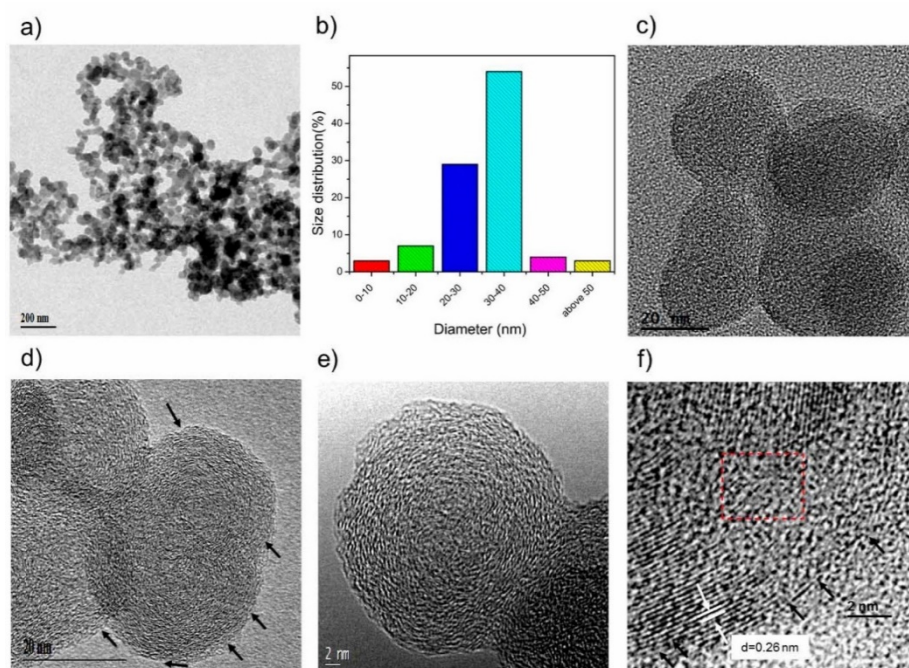 a)
200 nm
b)
Size distribution(%)
50
40
30
20
10
0
0-10
10-20
20-30
30-40
40-50
above 50
Diameter (nm)
c)
20 nm
d)
20 nm
e)
2 nm
f)
2 nm
d=0.26 nm